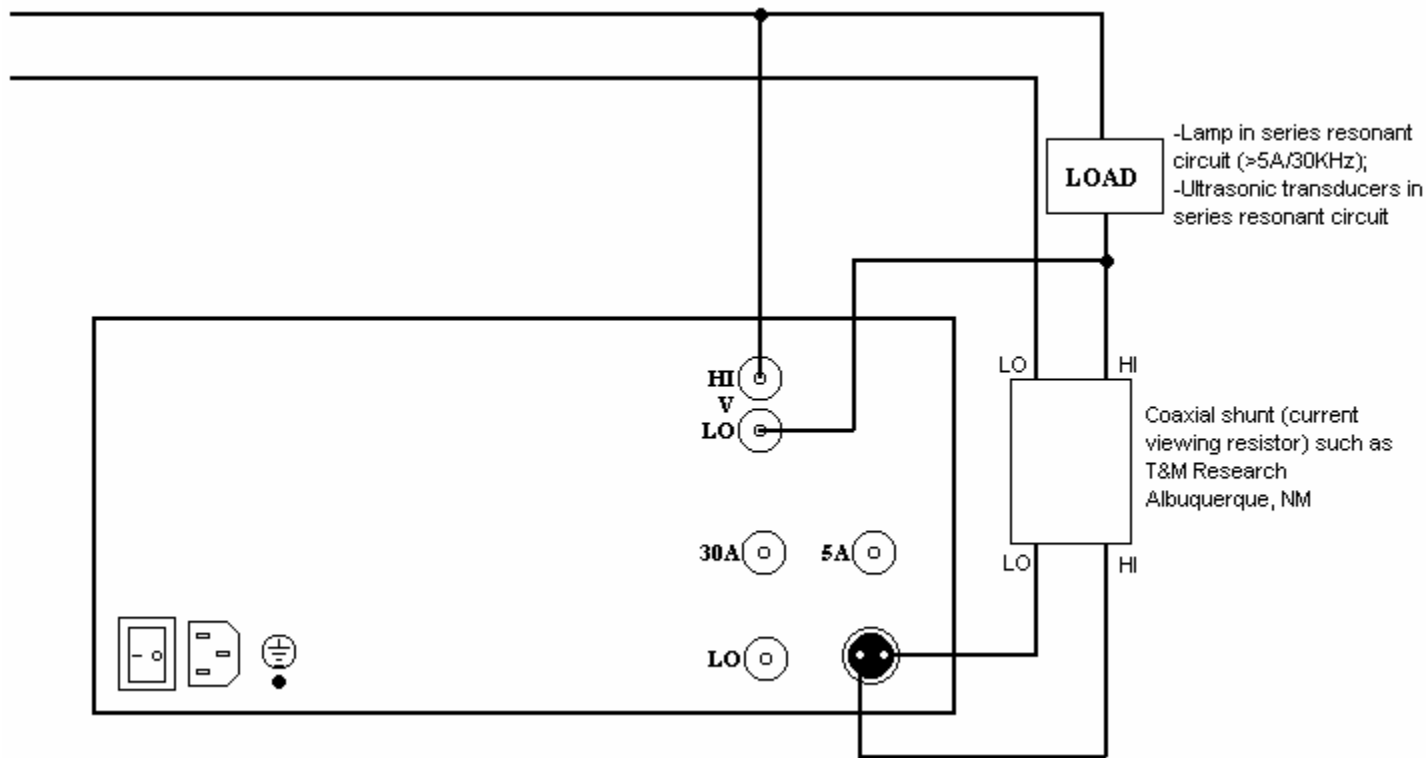 -Lamp in series resonant
circuit (>5A/30KHz);
-Ultrasonic transducers in
series resonant circuit
LOAD
LO
HI
HI
V
LO
Coaxial shunt (current
viewing resistor) such as
T&M Research
Albuquerque, NM
30A
5A
LO
HI
LO